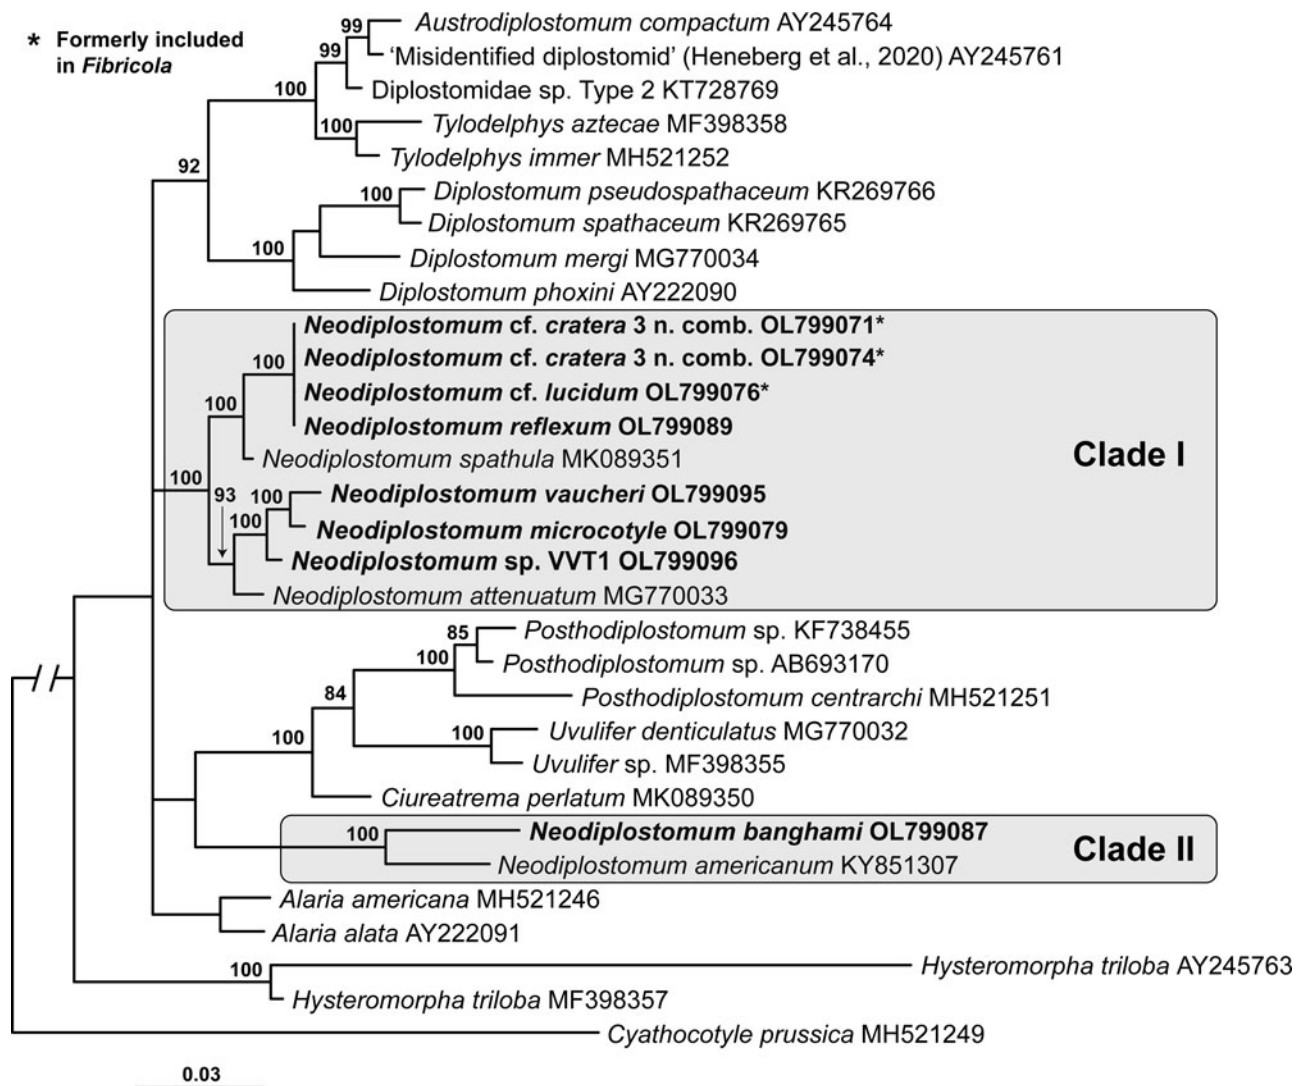 * Formerly included
in Fibricola
99
Austrodiplostomum compactum AY245764
99
‘Misidentified diplostomid’ (Heneberg et al., 2020) AY245761
100
Diplostomidae sp. Type 2 KT728769
100
Tylodelphys aztecae MF398358
Tylodelphys immer MH521252
92
100
Diplostomum pseudospathaceum KR269766
Diplostomum spathaceum KR269765
100
Diplostomum mergi MG770034
Diplostomum phoxini AY222090
Neodiplostomum cf. cratera 3 n. comb. OL799071*
100
Neodiplostomum cf. cratera 3 n. comb. OL799074*
100
Neodiplostomum cf. lucidum OL799076*
Neodiplostomum reflexum OL799089
Clade I
Neodiplostomum spathula MK089351
100
93
100
Neodiplostomum vaucheri OL799095
100
Neodiplostomum microcotyle OL799079
Neodiplostomum sp. VVT1 OL799096
Neodiplostomum attenuatum MG770033
85
Posthodiplostomum sp. KF738455
100
Posthodiplostomum sp. AB693170
84
Posthodiplostomum centrarchi MH521251
100
100
Uvulifer denticulatus MG770032
Uvulifer sp. MF398355
Ciureatrema perlatum MK089350
100
Neodiplostomum banghami OL799087
Clade II
Neodiplostomum americanum KY851307
Alaria americana MH521246
Alaria alata AY222091
100
Hysteromorpha triloba AY245763
Hysteromorpha triloba MF398357
Cyathocotyle prussica MH521249
0.03